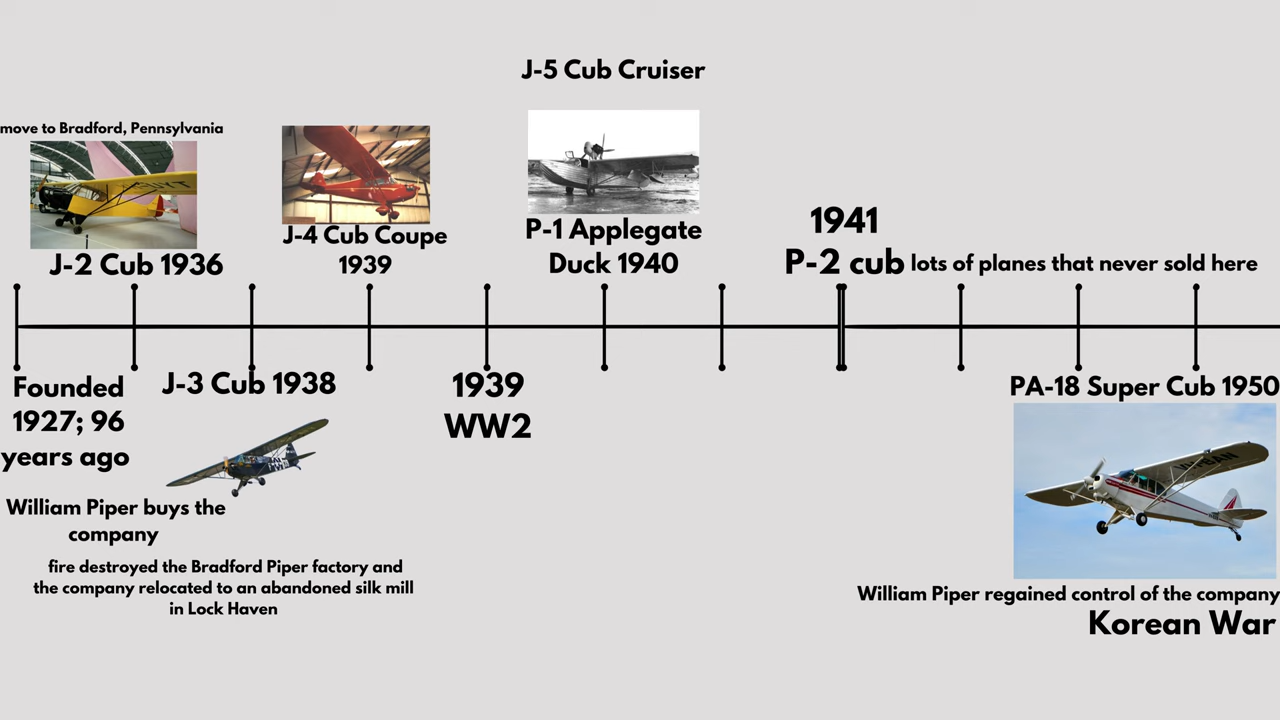 J-5 Cub Cruiser
move to Bradford, Pennsylvania
J-2 Cub 1936
J-4 Cub Coupe
1939
P-1 Applegate
Duck 1940
1941
P-2 cub
lots of planes that never sold here
Founded
1927; 96
years ago
J-3 Cub 1938
1939
WW2
PA-18 Super Cub 1950
William Piper buys the
company
fire destroyed the Bradford Piper factory and
the company relocated to an abandoned silk mill
in Lock Haven
William Piper regained control of the company
Korean War